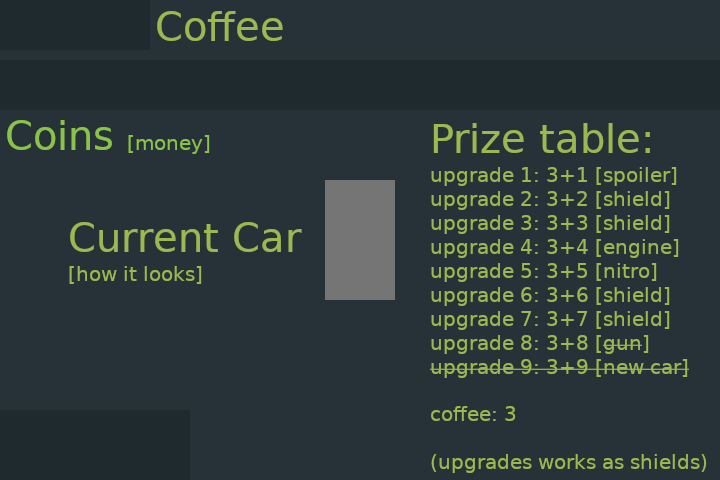 Coffee
Coins [money]
Current Car
[how it looks]
Prize table:
upgrade 1: 3+1 [spoiler]
upgrade 2: 3+2 [shield]
upgrade 3: 3+3 [shield]
upgrade 4: 3+4 [engine]
upgrade 5: 3+5 [nitro]
upgrade 6: 3+6 [shield]
upgrade 7: 3+7 [shield]
upgrade 8: 3+8 [gun]
upgrade 9: 3+9 [new car]
coffee: 3
(upgrades works as shields)